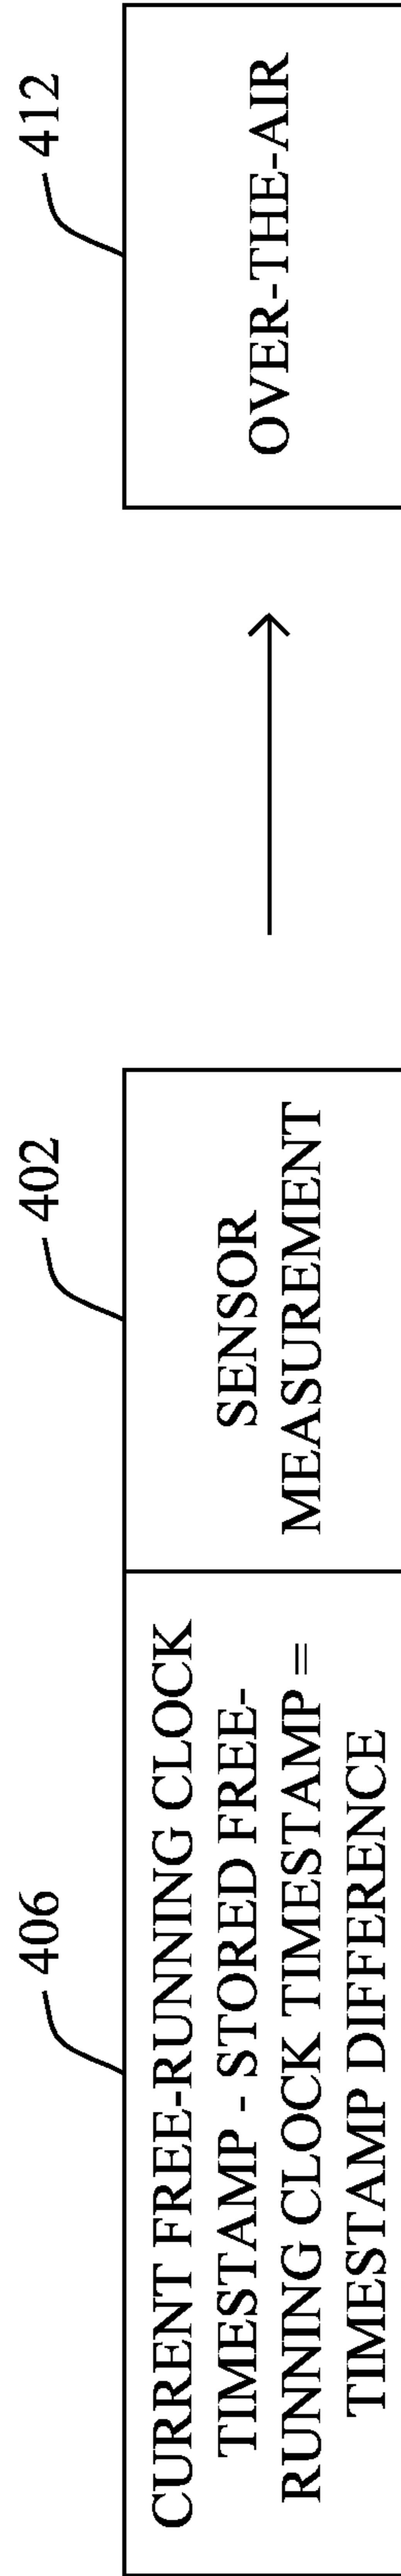 406
402
412
CURRENT FREE-RUNNING CLOCK
TIMESTAMP - STORED FREE-
RUNNING CLOCK TIMESTAMP =
TIMESTAMP DIFFERENCE
SENSOR
MEASUREMENT
OVER-THE-AIR